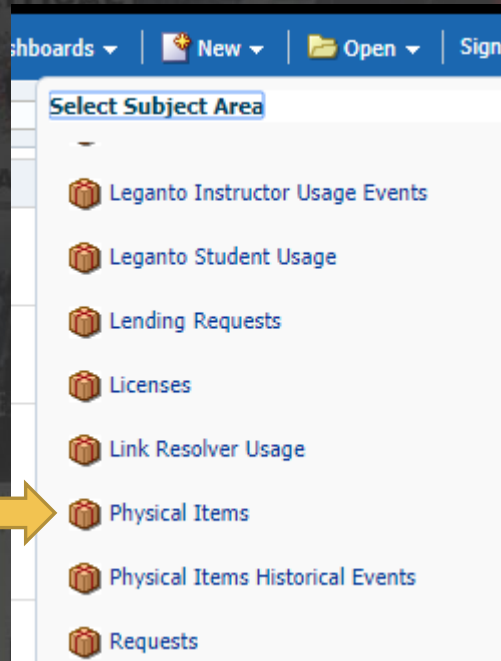 shboards New Open Sign
Select Subject Area
Leganto Instructor Usage Events
Leganto Student Usage
Lending Requests
Licenses
Link Resolver Usage
Physical Items
Physical Items Historical Events
Requests